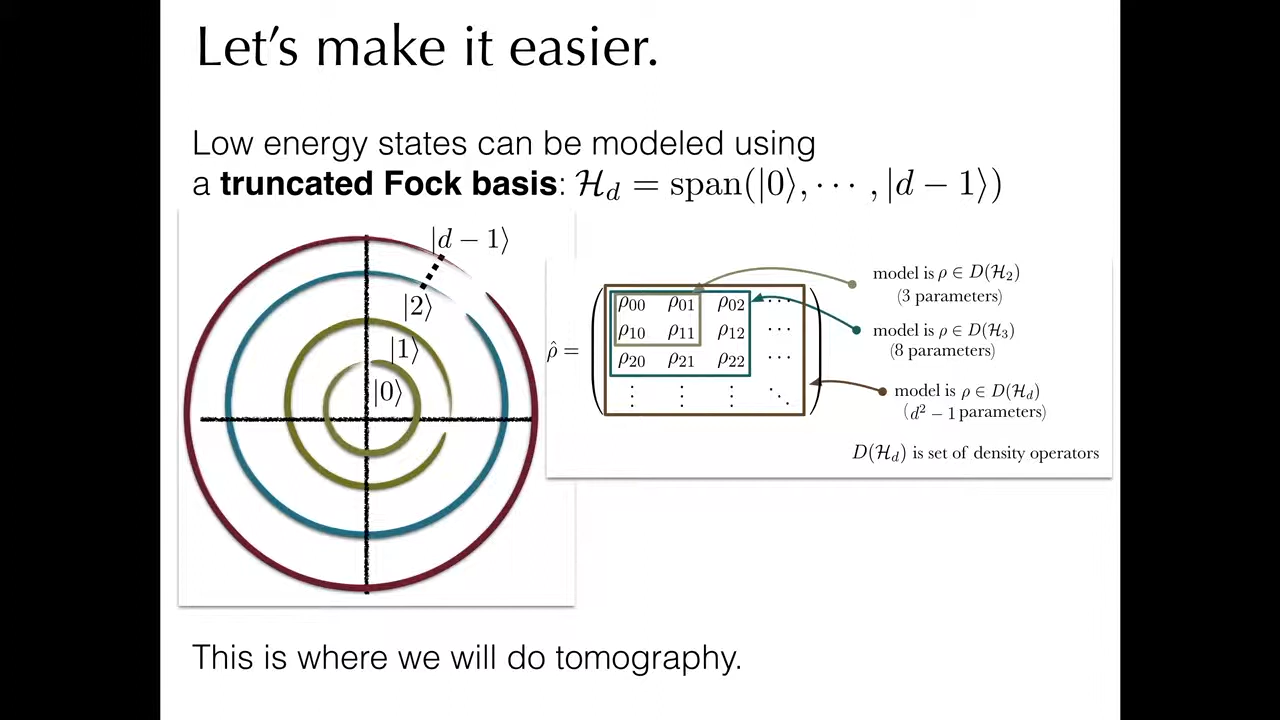 Let's make it easier.
Low energy states can be modeled using
a truncated Fock basis: ℋ_d = span(|0⟩, ⋯ , |d − 1⟩)
|d − 1⟩
|2⟩
|1⟩
|0⟩
ρ̂ =
ρ₀₀ ρ₀₁ ρ₀₂ ⋯
ρ₁₀ ρ₁₁ ρ₁₂ ⋯
ρ₂₀ ρ₂₁ ρ₂₂ ⋯
⋮ ⋮ ⋮ ⋱
model is ρ ∈ D(ℋ₂)
(3 parameters)
model is ρ ∈ D(ℋ₃)
(8 parameters)
model is ρ ∈ D(ℋ_d)
(d² − 1 parameters)
D(ℋ_d) is set of density operators
This is where we will do tomography.